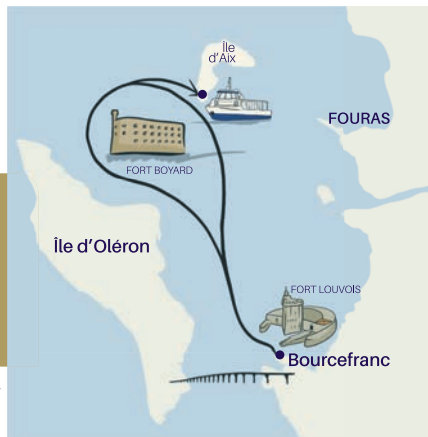 Île
d'Aix
FOURAS
FORT BOYARD
Île d'Oléron
FORT LOUVOIS
Bourcefranc